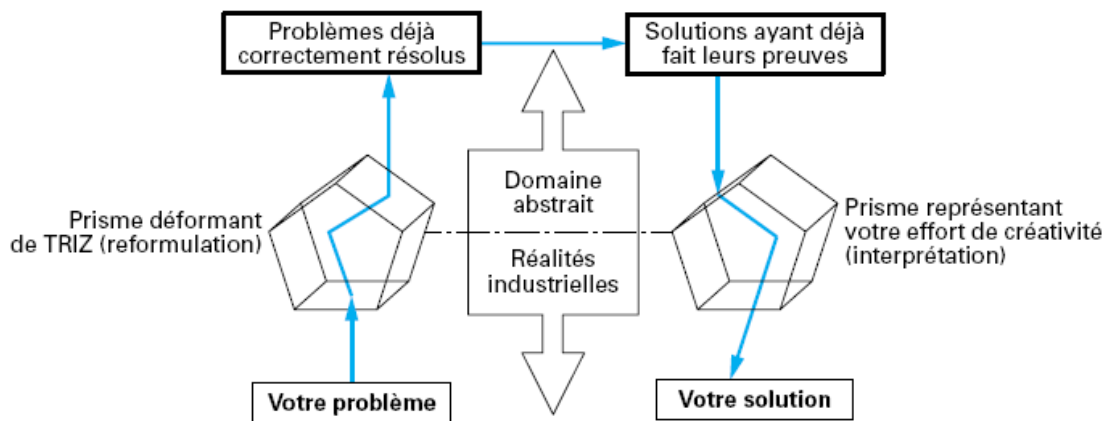 Problèmes déjà
correctement résolus
Solutions ayant déjà
fait leurs preuves
Domaine
abstrait
Prisme déformant
de TRIZ (reformulation)
Prisme représentant
votre effort de créativité
(interprétation)
Réalités
industrielles
Votre problème
Votre solution